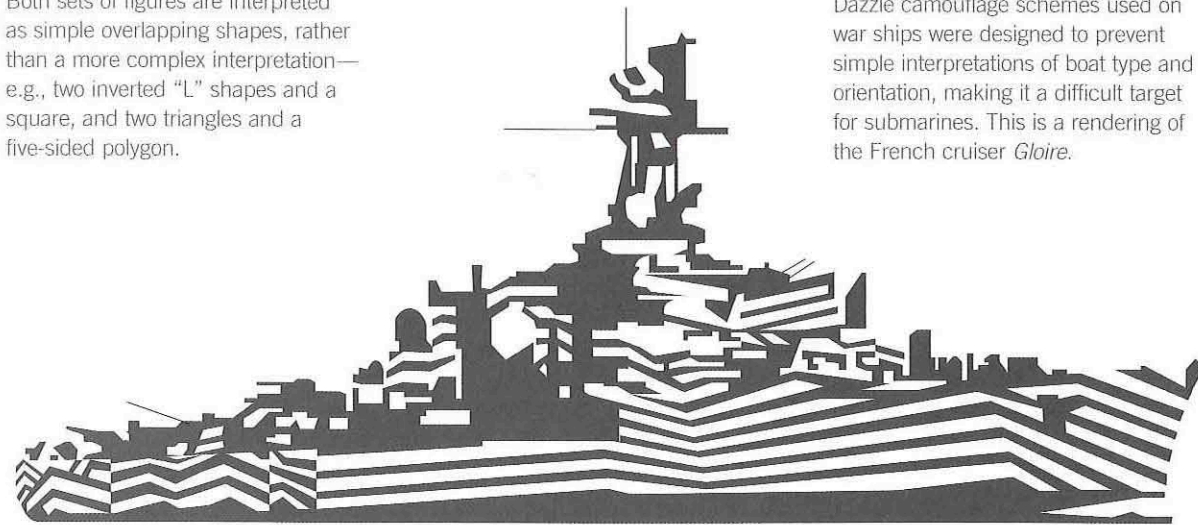 Both sets of figures are interpreted
as simple overlapping shapes, rather
than a more complex interpretation—
e.g., two inverted “L” shapes and a
square, and two triangles and a
five-sided polygon.
Dazzle camouflage schemes used on
war ships were designed to prevent
simple interpretations of boat type and
orientation, making it a difficult target
for submarines. This is a rendering of
the French cruiser Gloire.